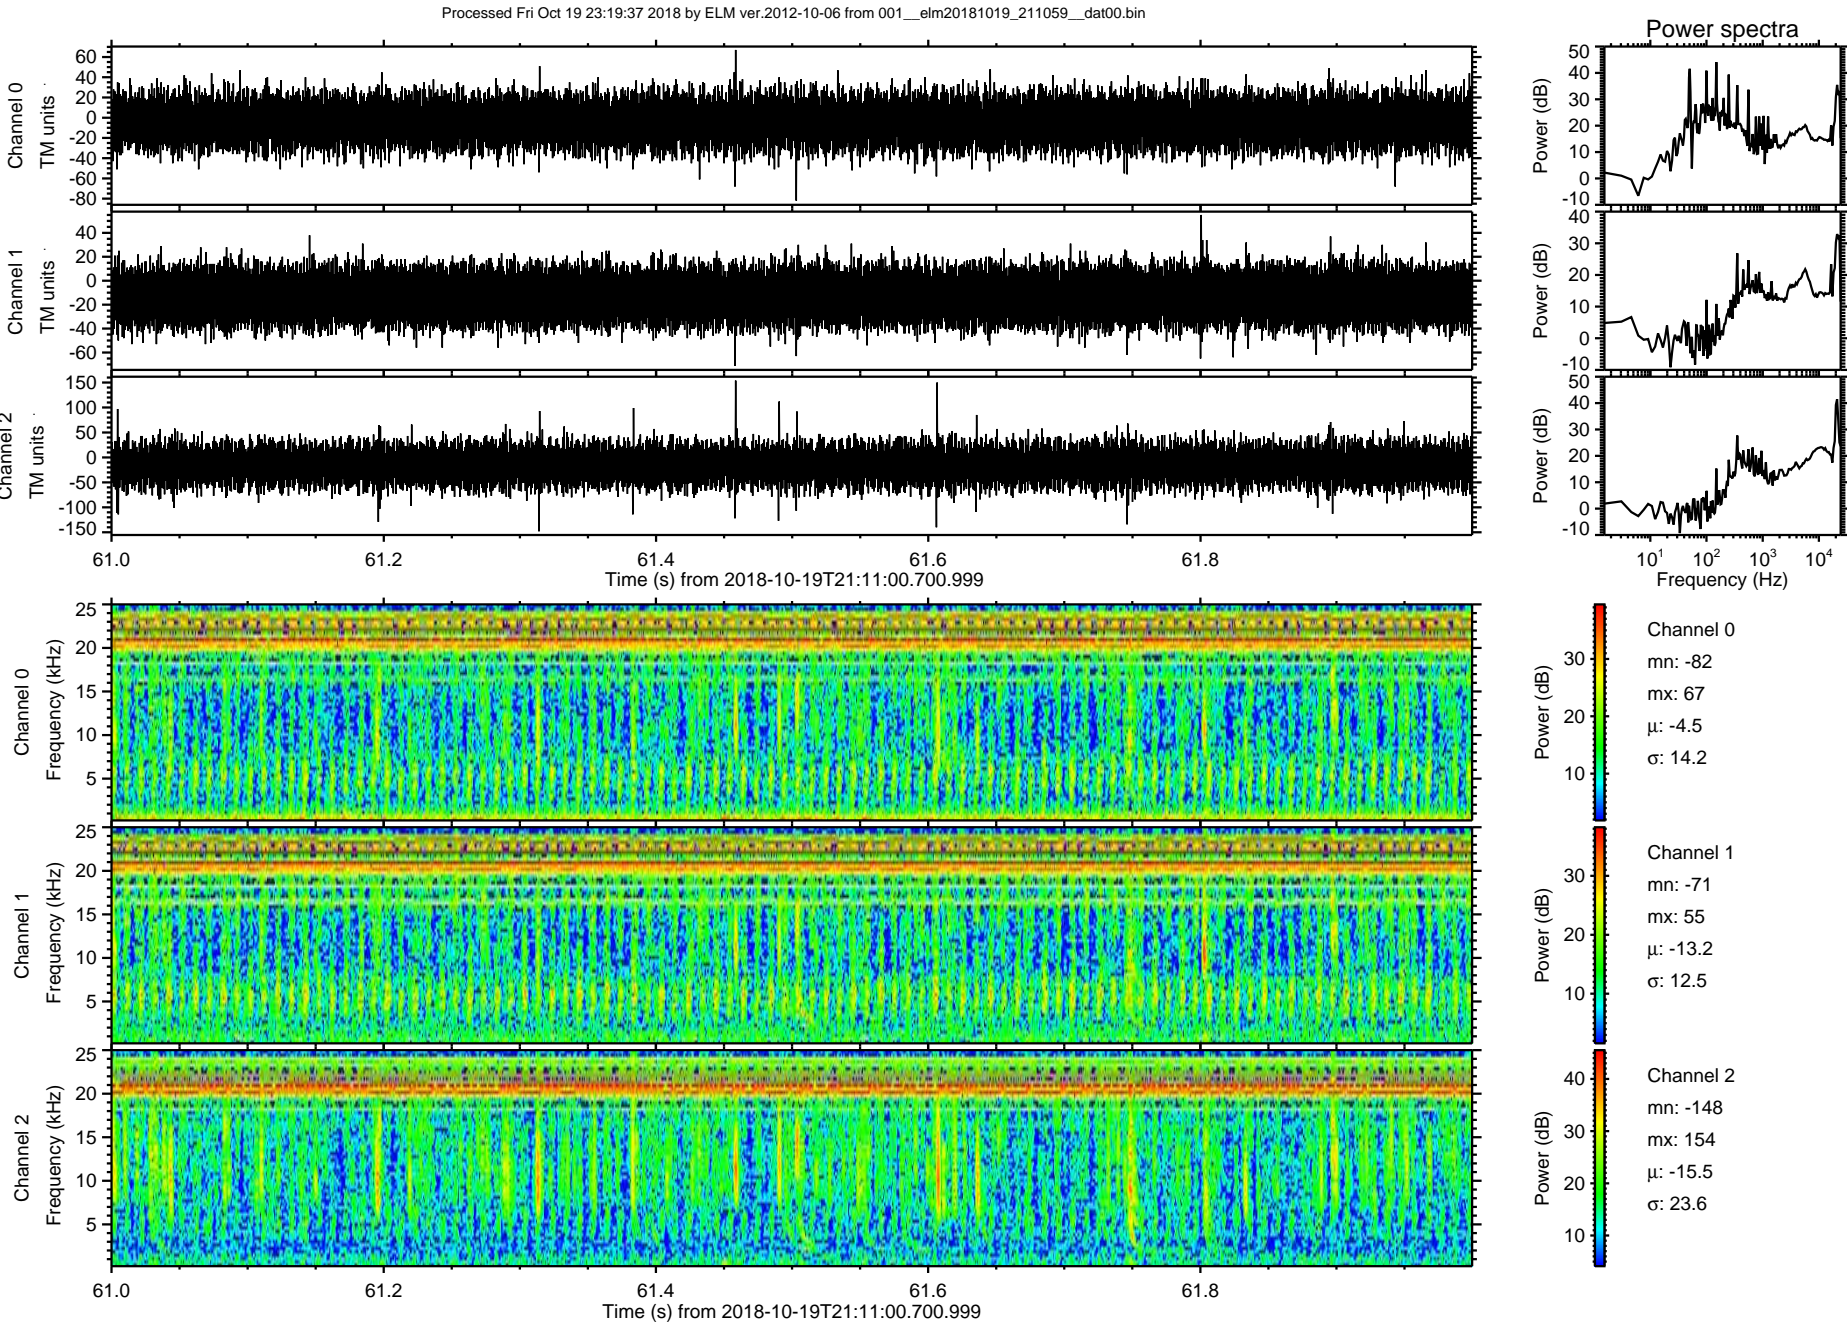 Processed Fri Oct 19 23:19:37 2018 by ELM ver.2012-10-06 from 001__elm20181019_211059__dat00.bin
Power spectra
Channel 0
TM units
60
40
20
0
-20
-40
-60
-80
Power (dB)
50
40
30
20
10
0
-10
Channel 1
TM units
40
20
0
-20
-40
-60
Power (dB)
40
30
20
10
0
-10
Channel 2
TM units
150
100
50
0
-50
-100
-150
Power (dB)
50
40
30
20
10
0
-10
61.0 61.2 61.4 61.6 61.8
Time (s) from 2018-10-19T21:11:00.700.999
10¹ 10² 10³ 10⁴
Frequency (Hz)
Channel 0
Frequency (kHz)
25
20
15
10
5
Power (dB)
30
20
10
Channel 0
mn: -82
mx: 67
μ: -4.5
σ: 14.2
Channel 1
Frequency (kHz)
25
20
15
10
5
Power (dB)
30
20
10
Channel 1
mn: -71
mx: 55
μ: -13.2
σ: 12.5
Channel 2
Frequency (kHz)
25
20
15
10
5
Power (dB)
40
30
20
10
Channel 2
mn: -148
mx: 154
μ: -15.5
σ: 23.6
61.0 61.2 61.4 61.6 61.8
Time (s) from 2018-10-19T21:11:00.700.999